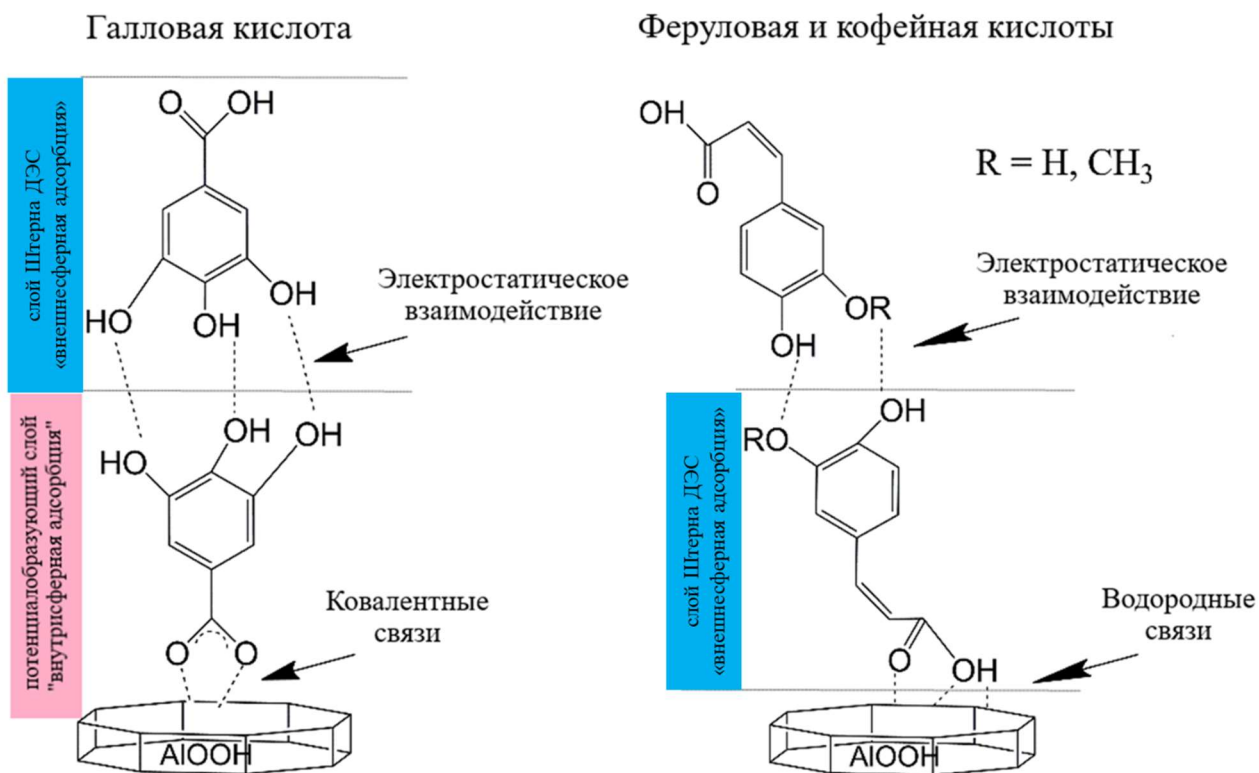 Галловая кислота
слой Штерна ДЭС
«внешнесферная адсорбция»
O
OH
HO
OH
OH
Электростатическое
взаимодействие
потенциалобразующий слой
"внутрисферная адсорбция"
HO
OH
OH
O
O
Ковалентные
связи
AlOOH
Феруловая и кофейная кислоты
OH
O
R = H, CH₃
OR
OH
Электростатическое
взаимодействие
слой Штерна ДЭС
«внешнесферная адсорбция»
RO
OH
O
OH
Водородные
связи
AlOOH